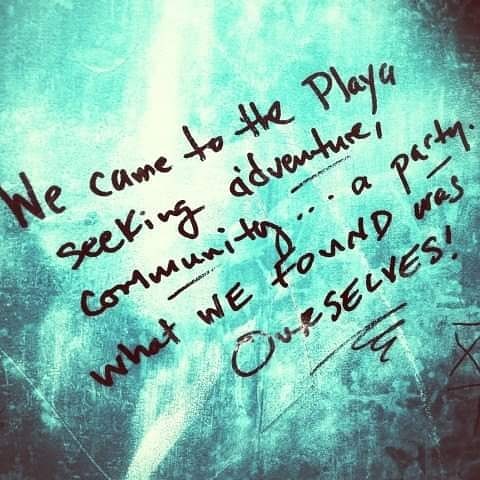 We came to the Playa
seeking adventure,
community... a party.
what WE FOUND was
OURSELVES!